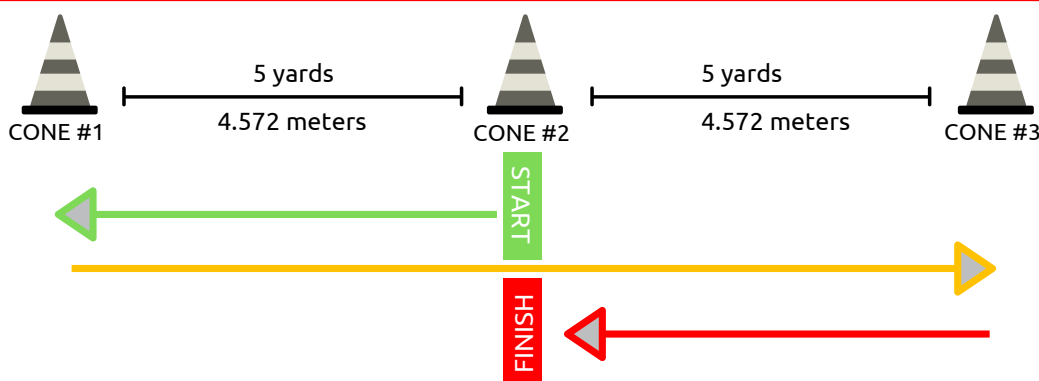 5 yards
5 yards
4.572 meters
4.572 meters
CONE #1
CONE #2
CONE #3
START
FINISH